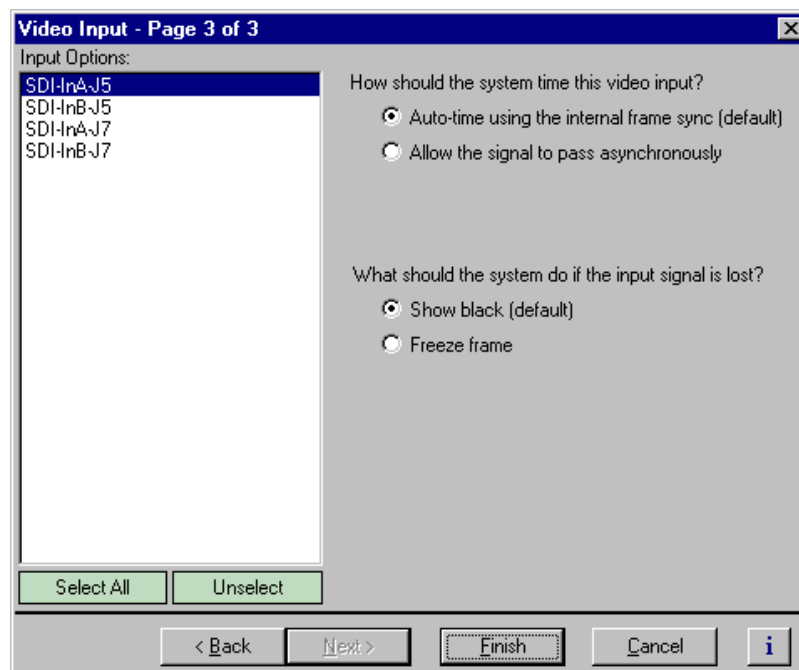 Video Input - Page 3 of 3
Input Options:
SDI-InA-J5
SDI-InB-J5
SDI-InA-J7
SDI-InB-J7
How should the system time this video input?
Auto-time using the internal frame sync (default)
Allow the signal to pass asynchronously
What should the system do if the input signal is lost?
Show black (default)
Freeze frame
Select All Unselect
< Back Next > Finish Cancel i